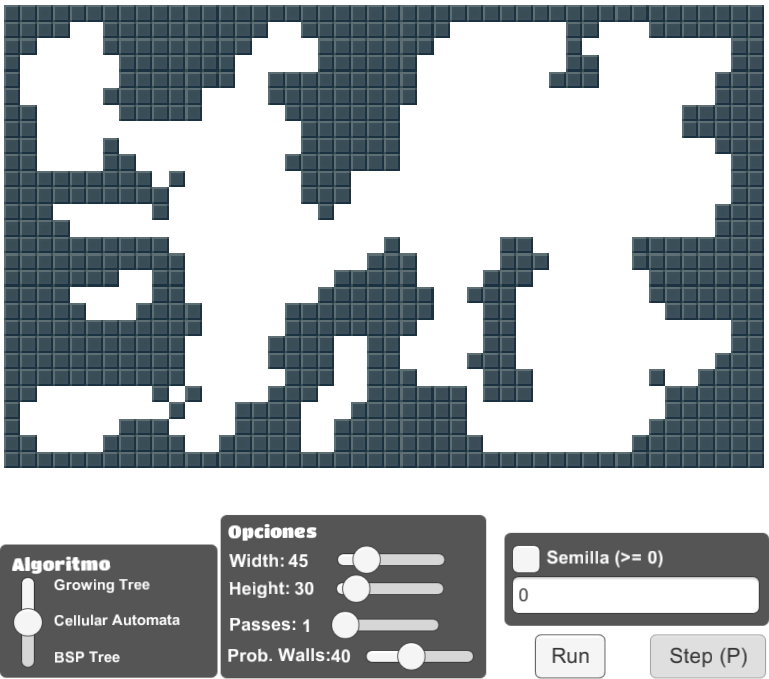 Algoritmo
Growing Tree
Cellular Automata
BSP Tree
Opciones
Width: 45
Height: 30
Passes: 1
Prob. Walls:40
Semilla (>= 0)
0
Run
Step (P)